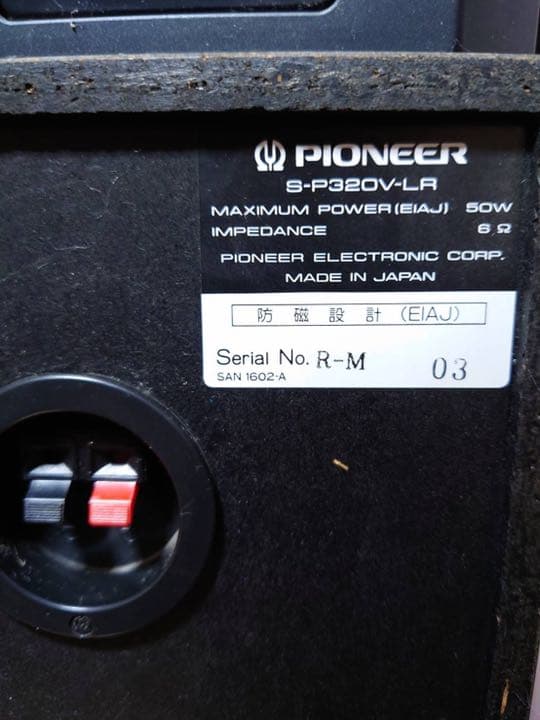 PIONEER
S-P320V-LR
MAXIMUM POWER(EIAJ) 50W
IMPEDANCE 6 Ω
PIONEER ELECTRONIC CORP.
MADE IN JAPAN
防磁設計(EIAJ)
Serial No. R-M 03
SAN 1602-A